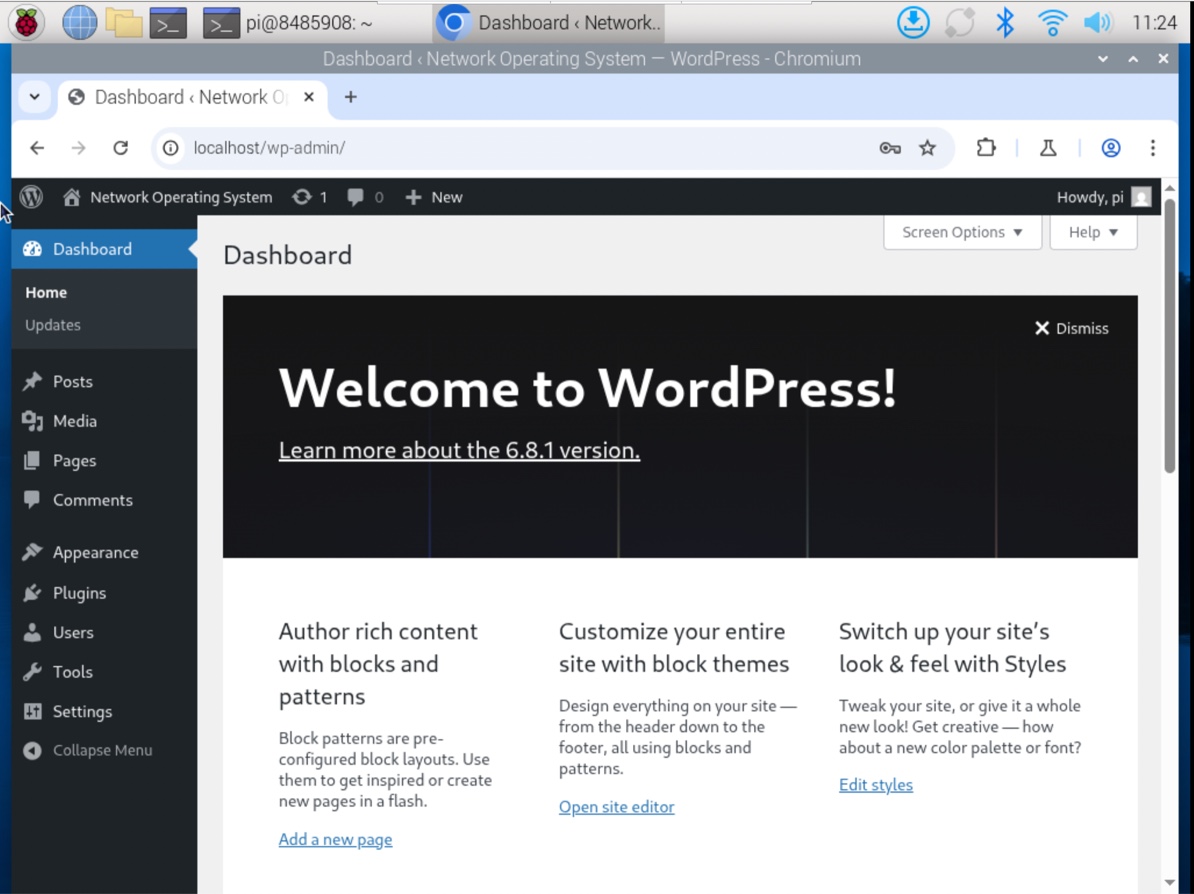 pi@8485908: ~
Dashboard ‹ Network..
11:24
Dashboard ‹ Network Operating System — WordPress - Chromium
Dashboard ‹ Network O
localhost/wp-admin/
Network Operating System
1
0
New
Howdy, pi
Dashboard
Home
Updates
Posts
Media
Pages
Comments
Appearance
Plugins
Users
Tools
Settings
Collapse Menu
Screen Options ▼
Help ▼
Dashboard
Dismiss
Welcome to WordPress!
Learn more about the 6.8.1 version.
Author rich content
with blocks and
patterns
Block patterns are pre-
configured block layouts. Use
them to get inspired or create
new pages in a flash.
Add a new page
Customize your entire
site with block themes
Design everything on your site —
from the header down to the
footer, all using blocks and
patterns.
Open site editor
Switch up your site’s
look & feel with Styles
Tweak your site, or give it a whole
new look! Get creative — how
about a new color palette or font?
Edit styles